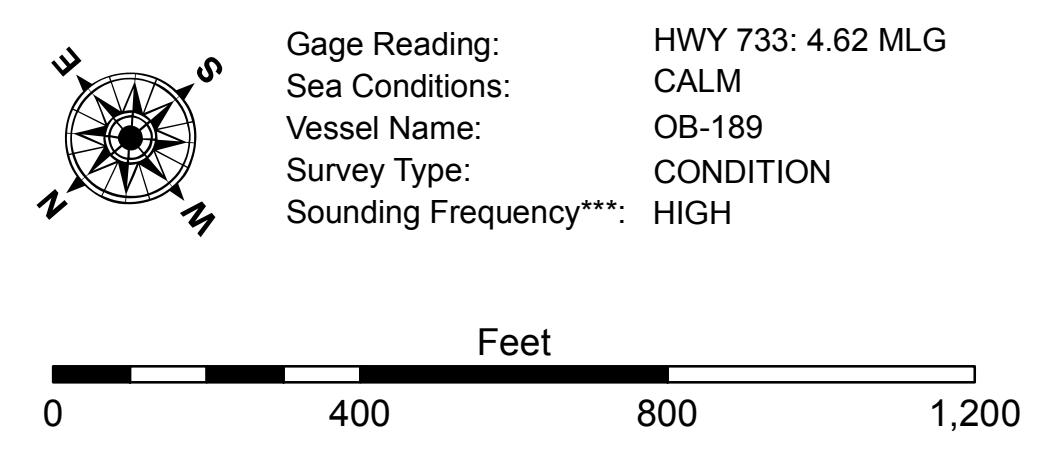 E
S
N
W
Gage Reading: HWY 733: 4.62 MLG
Sea Conditions: CALM
Vessel Name: OB-189
Survey Type: CONDITION
Sounding Frequency***: HIGH
Feet
0 400 800 1,200